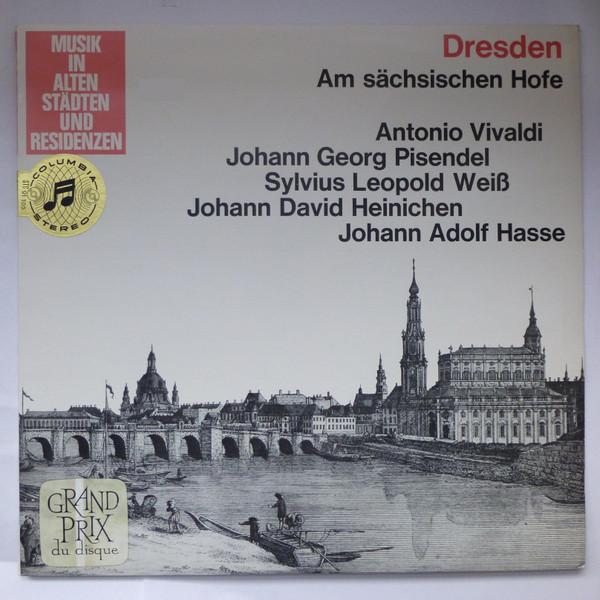 MUSIK
IN
ALTEN
STÄDTEN
UND
RESIDENZEN
Dresden
Am sächsischen Hofe
Antonio Vivaldi
Johann Georg Pisendel
Sylvius Leopold Weiß
Johann David Heinichen
Johann Adolf Hasse
COLUMBIA
STEREO
GRAND
PRIX
du disque